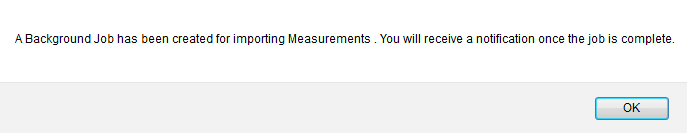 A Background Job has been created for importing Measurements . You will receive a notification once the job is complete.
OK